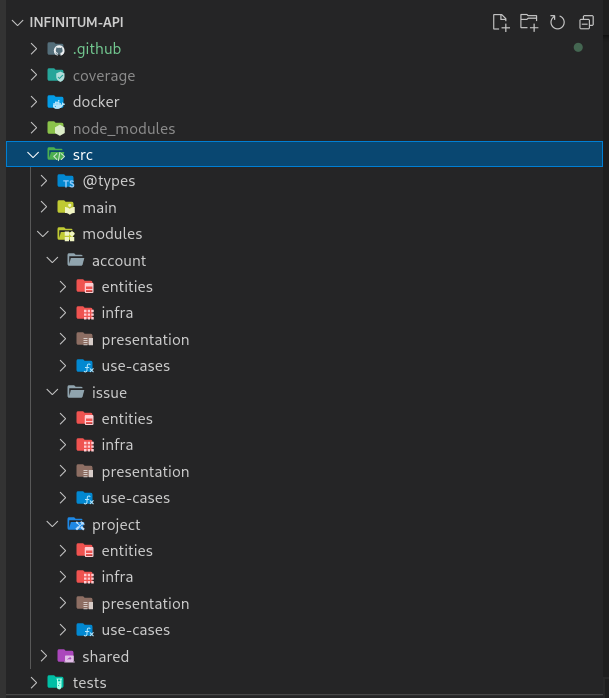 INFINITUM-API
.github
coverage
docker
node_modules
src
@types
main
modules
account
entities
infra
presentation
use-cases
issue
entities
infra
presentation
use-cases
project
entities
infra
presentation
use-cases
shared
tests